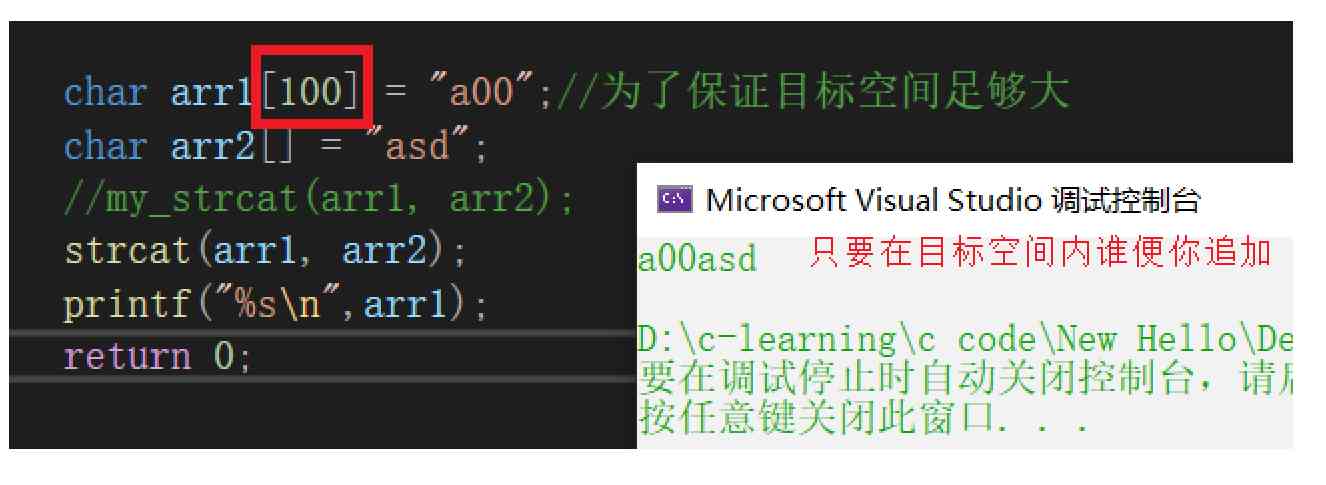 char arr1[100] = "a00";//为了保证目标空间足够大
char arr2[] = "asd";
//my_strcat(arr1, arr2);
strcat(arr1, arr2);
printf("%s\n",arr1);
return 0;
Microsoft Visual Studio 调试控制台
a00asd 只要在目标空间内谁便你追加
D:\c-learning\c code\New Hello\De
要在调试停止时自动关闭控制台，请
按任意键关闭此窗口. . .